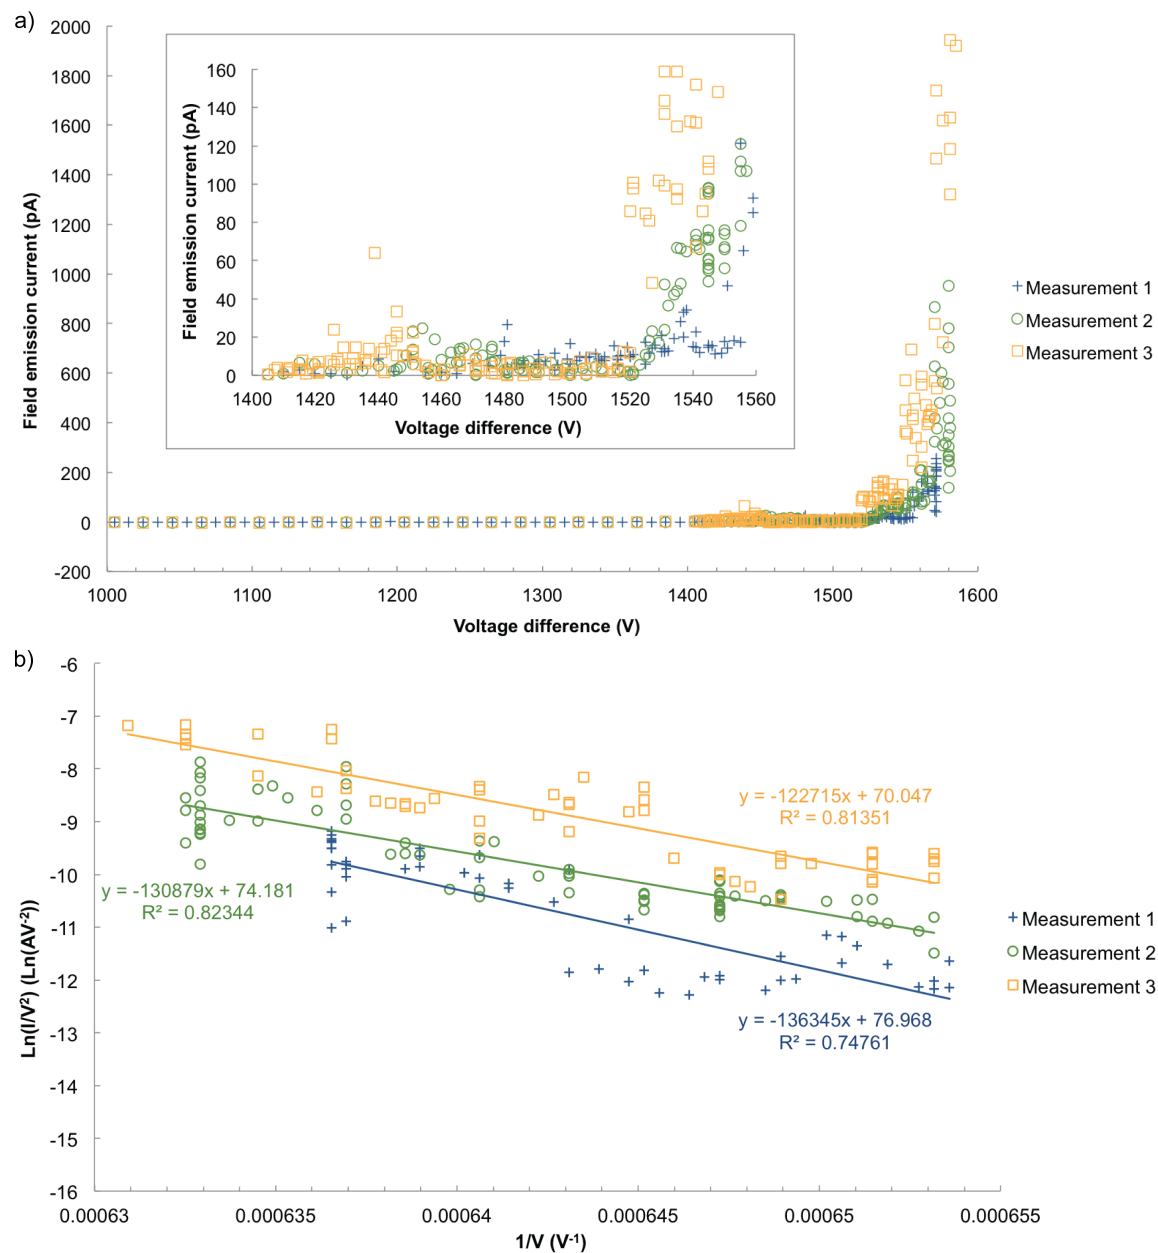 a)
2000
1800
1600
1400
1200
1000
800
600
400
200
0
-200
Field emission current (pA)
1000 1100 1200 1300 1400 1500 1600
Voltage difference (V)
160
140
120
100
80
60
40
20
0
Field emission current (pA)
1400 1420 1440 1460 1480 1500 1520 1540 1560
Voltage difference (V)
Measurement 1
Measurement 2
Measurement 3
b)
-6
-7
-8
-9
-10
-11
-12
-13
-14
-15
-16
Ln(I/V²) (Ln(AV⁻²))
y = -122715x + 70.047
R² = 0.81351
y = -130879x + 74.181
R² = 0.82344
y = -136345x + 76.968
R² = 0.74761
Measurement 1
Measurement 2
Measurement 3
0.00063 0.000635 0.00064 0.000645 0.00065 0.000655
1/V (V⁻¹)